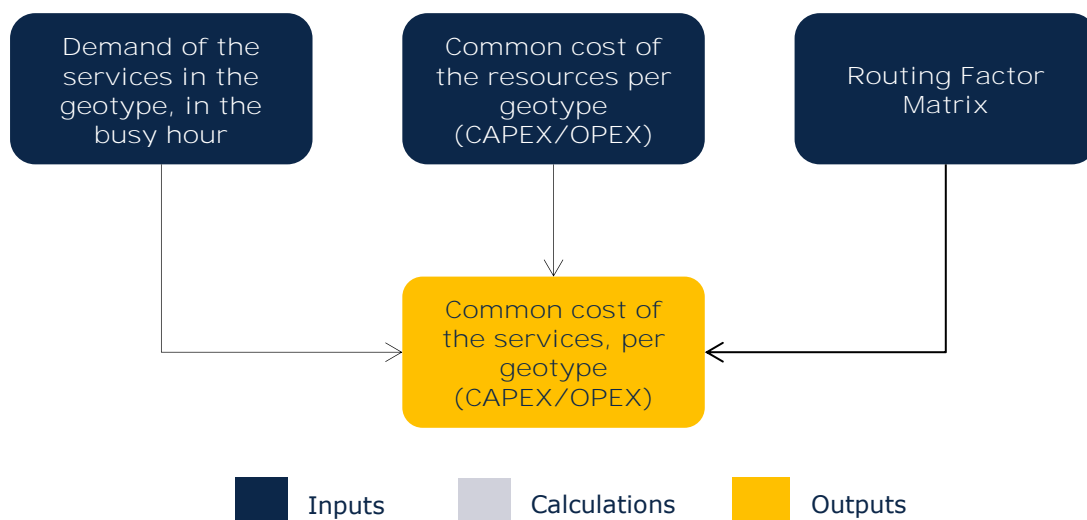 Demand of the
services in the
geotype, in the
busy hour
Common cost of
the resources per
geotype
(CAPEX/OPEX)
Routing Factor
Matrix
Common cost of
the services, per
geotype
(CAPEX/OPEX)
Inputs
Calculations
Outputs